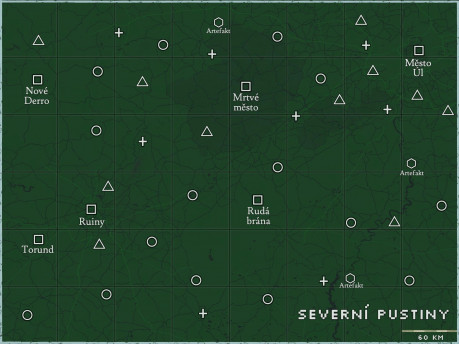 Artefakt
Město
Úl
Nové
Derro
Mrtvé
město
Artefakt
Rudá
brána
Ruiny
Torund
Artefakt
SEVERNÍ PUSTINY
60 KM